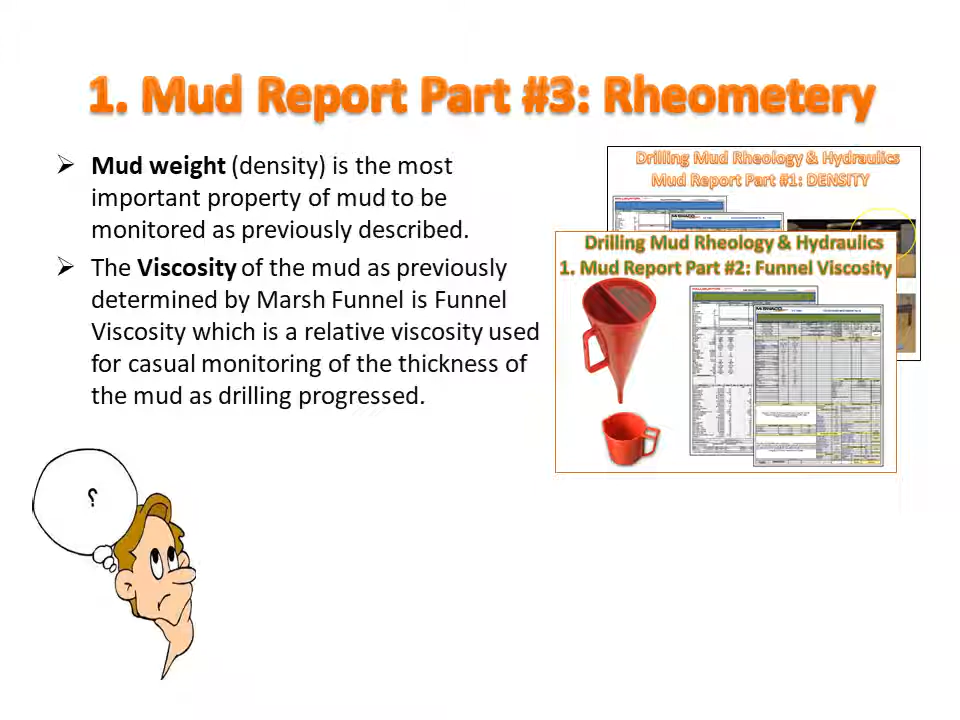 1. Mud Report Part #3: Rheometery
➢ Mud weight (density) is the most
important property of mud to be
monitored as previously described.
➢ The Viscosity of the mud as previously
determined by Marsh Funnel is Funnel
Viscosity which is a relative viscosity used
for casual monitoring of the thickness of
the mud as drilling progressed.
Drilling Mud Rheology & Hydraulics
Mud Report Part #1: DENSITY
Drilling Mud Rheology & Hydraulics
1. Mud Report Part #2: Funnel Viscosity
؟